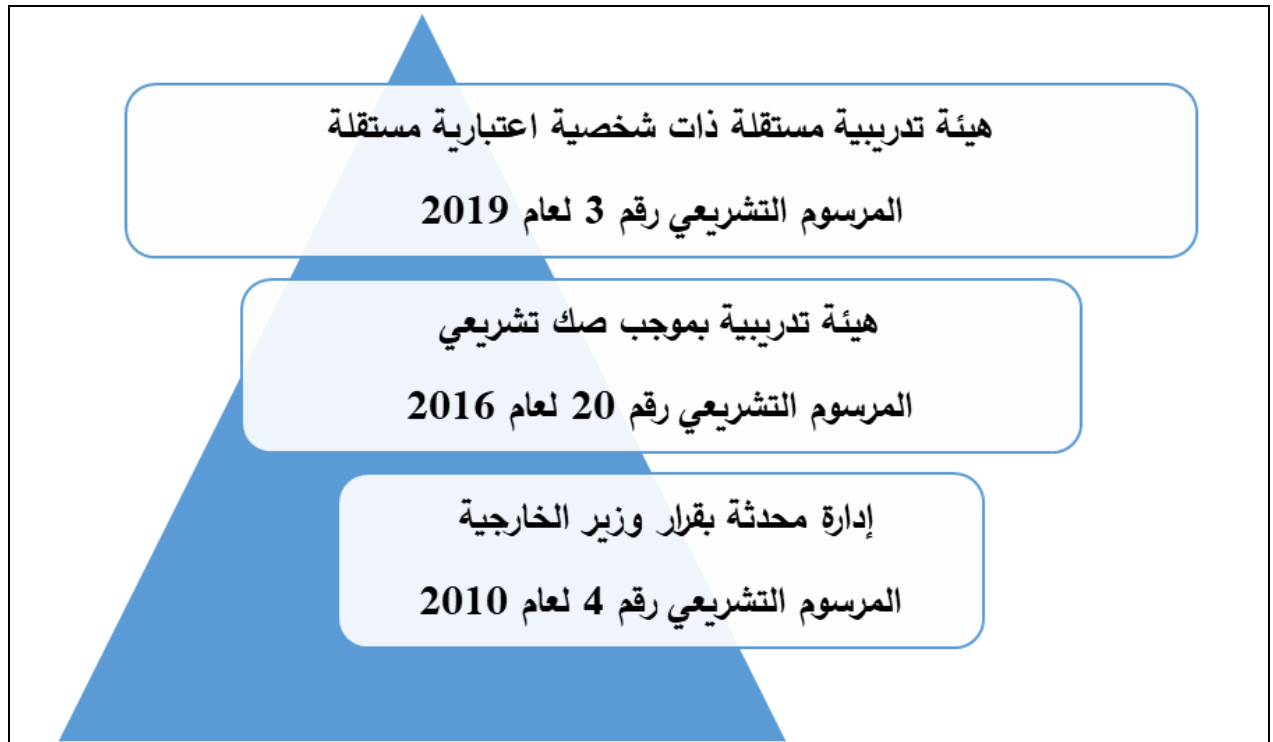 هيئة تدريبية مستقلة ذات شخصية اعتبارية مستقلة
المرسوم التشريعي رقم 3 لعام 2019
هيئة تدريبية بموجب صك تشريعي
المرسوم التشريعي رقم 20 لعام 2016
إدارة محدثة بقرار وزير الخارجية
المرسوم التشريعي رقم 4 لعام 2010